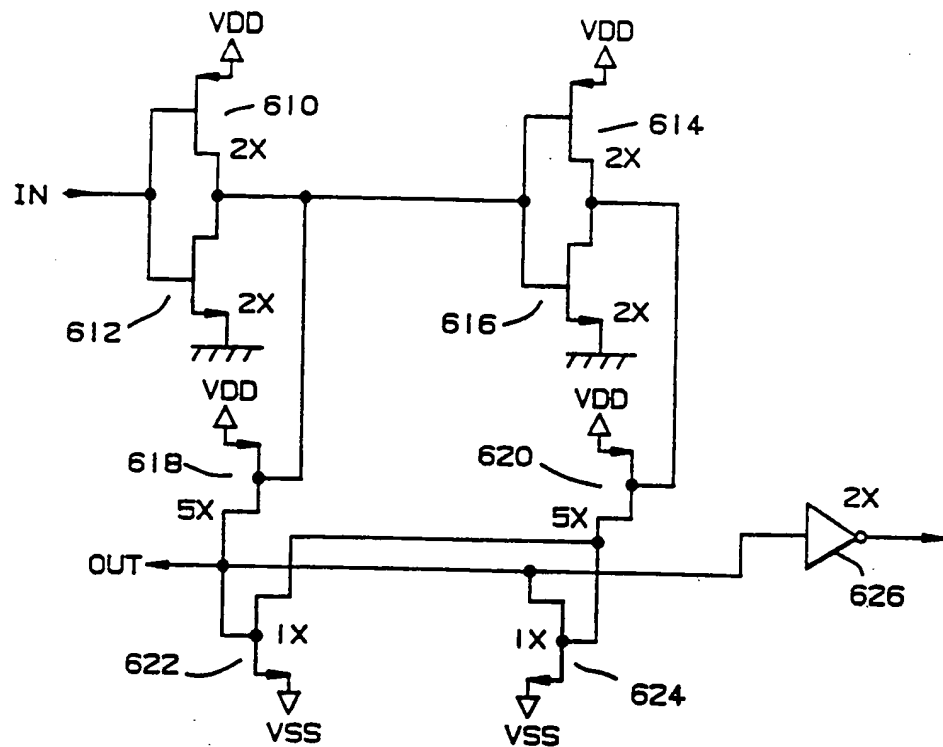 VDD
VDD
610
614
2X
2X
IN
612
2X
616
2X
VDD
VDD
618
620
5X
5X
2X
OUT
626
1X
1X
622
624
VSS
VSS